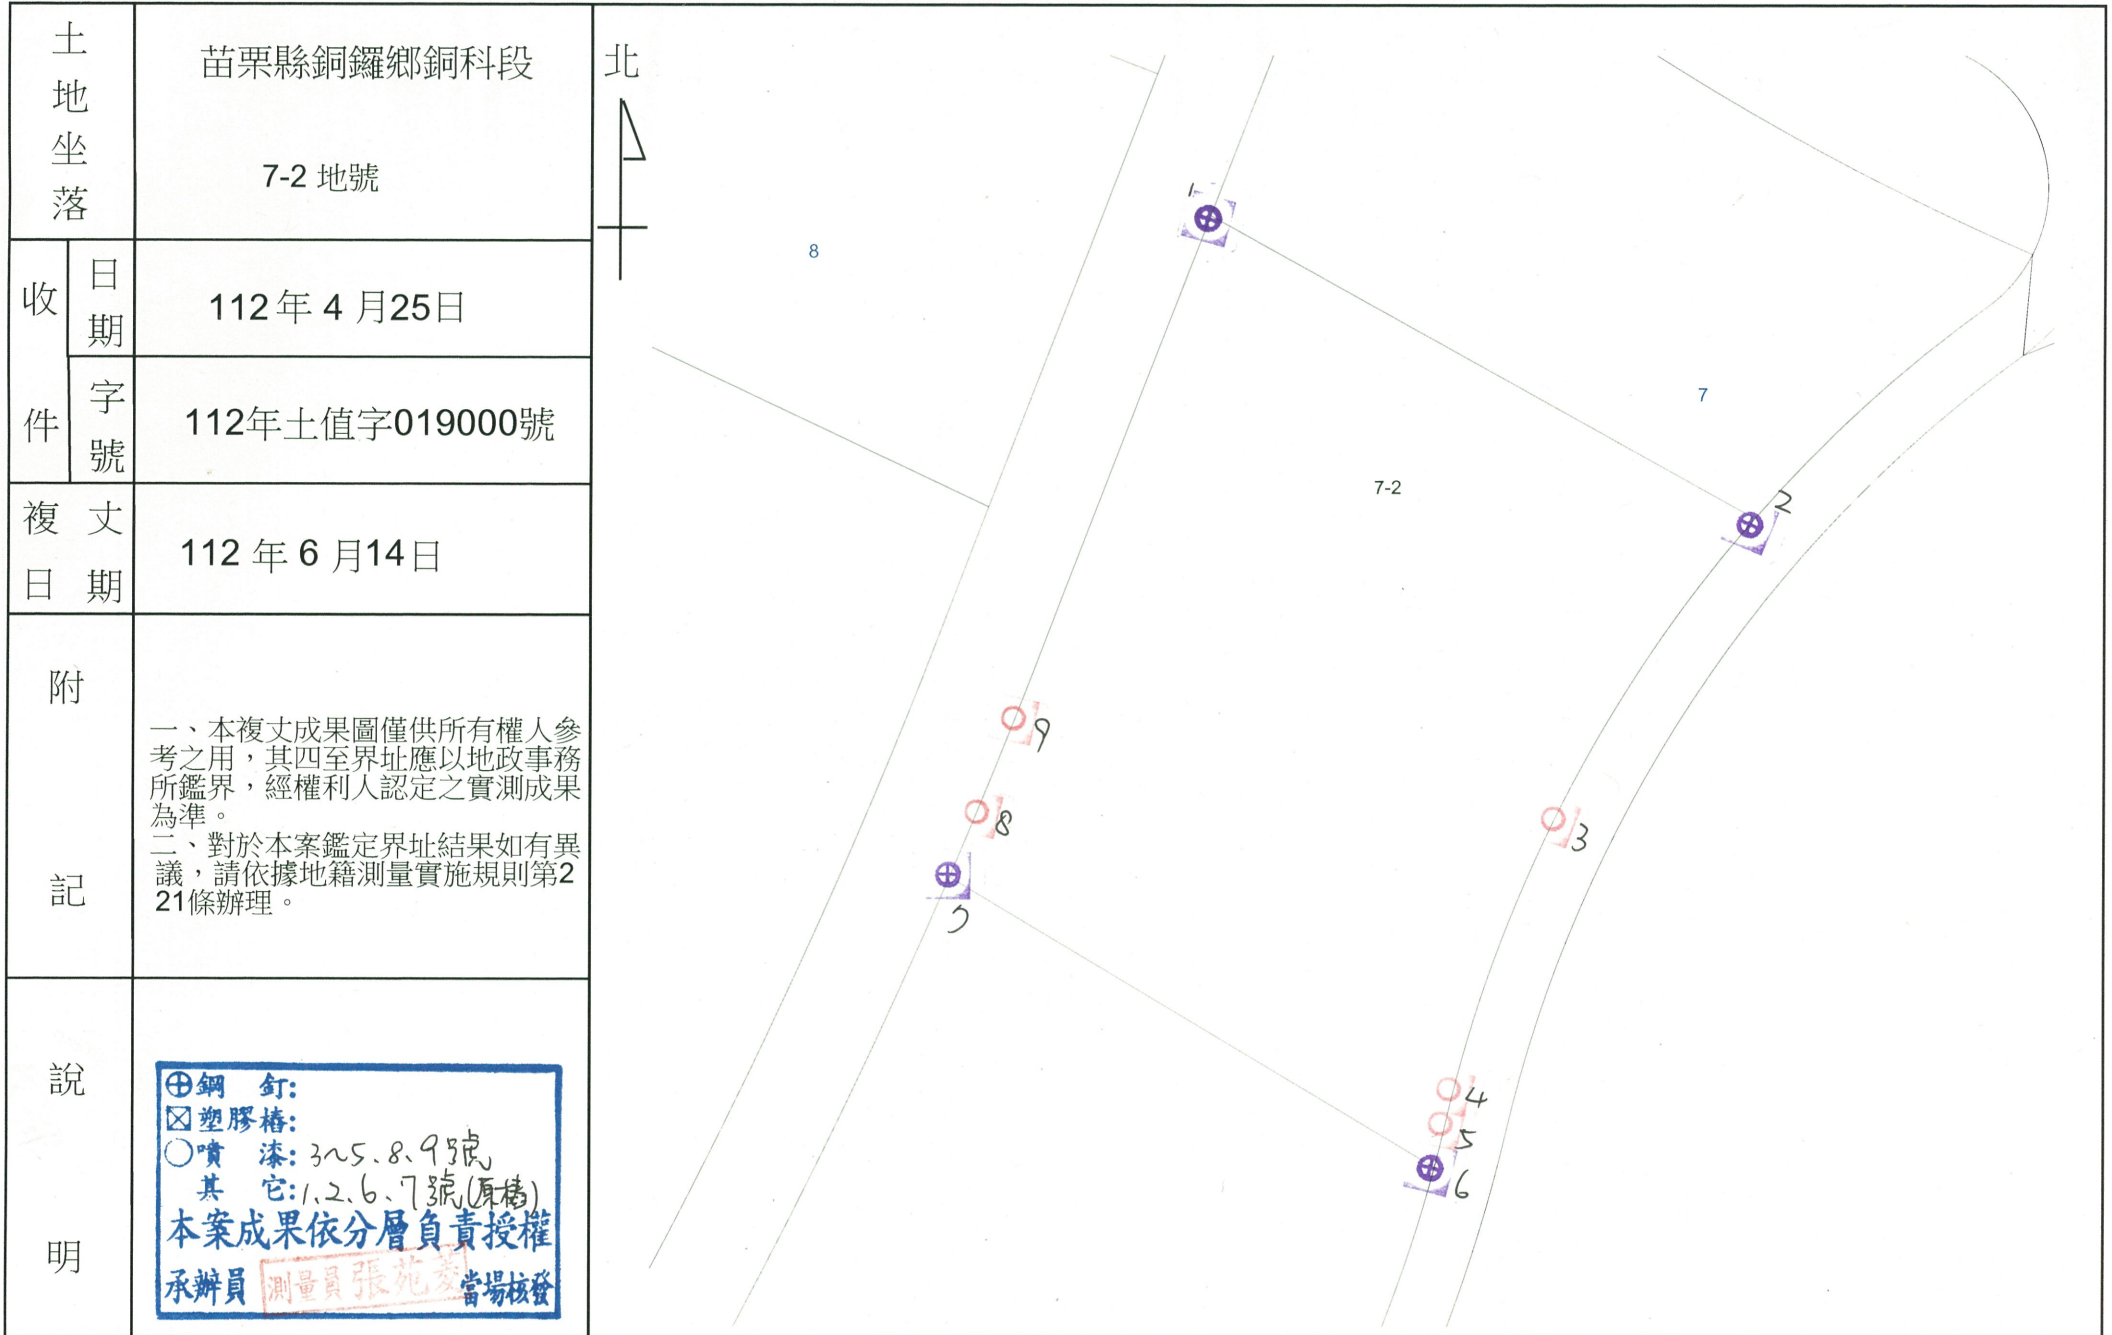 土地坐落
苗栗縣銅鑼鄉銅科段
7-2 地號
收件
日期
112年 4 月25日
字號
112年土值字019000號
複丈日期
112 年 6 月14日
附記
一、本複丈成果圖僅供所有權人參
考之用，其四至界址應以地政事務
所鑑界，經權利人認定之實測成果
為準。
二、對於本案鑑定界址結果如有異
議，請依據地籍測量實施規則第2
21條辦理。
說明
⊕鋼 釘:
☒塑膠樁:
○噴 漆: 3~5.8.9號
其 它: 1.2.6.7號(原樁)
本案成果依分層負責授權
承辦員 測量員張苑菱 當場核發
北
1
8
7
7-2
2
9
8
3
7
4
5
6